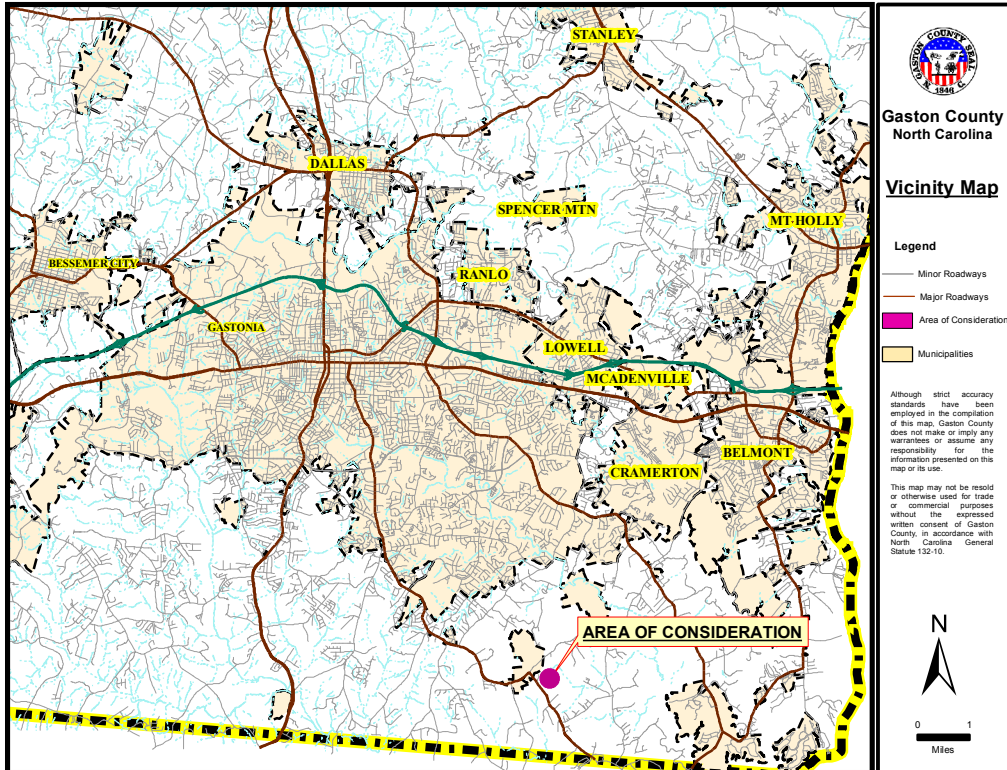 STANLEY
DALLAS
SPENCER MTN
MT HOLLY
BESSEMER CITY
RANLO
GASTONIA
LOWELL
MCADENVILLE
BELMONT
CRAMERTON
AREA OF CONSIDERATION
GASTON COUNTY SEAL
N. 1846 C.
Gaston County
North Carolina
Vicinity Map
Legend
Minor Roadways
Major Roadways
Area of Consideration
Municipalities
Although strict accuracy
standards have been
employed in the compilation
of this map, Gaston County
does not make or imply any
warrantees or assume any
responsibility for the
information presented on this
map or its use.
This map may not be resold
or otherwise used for trade
or commercial purposes
without the expressed
written consent of Gaston
County, in accordance with
North Carolina General
Statute 132-10.
N
0 1
Miles